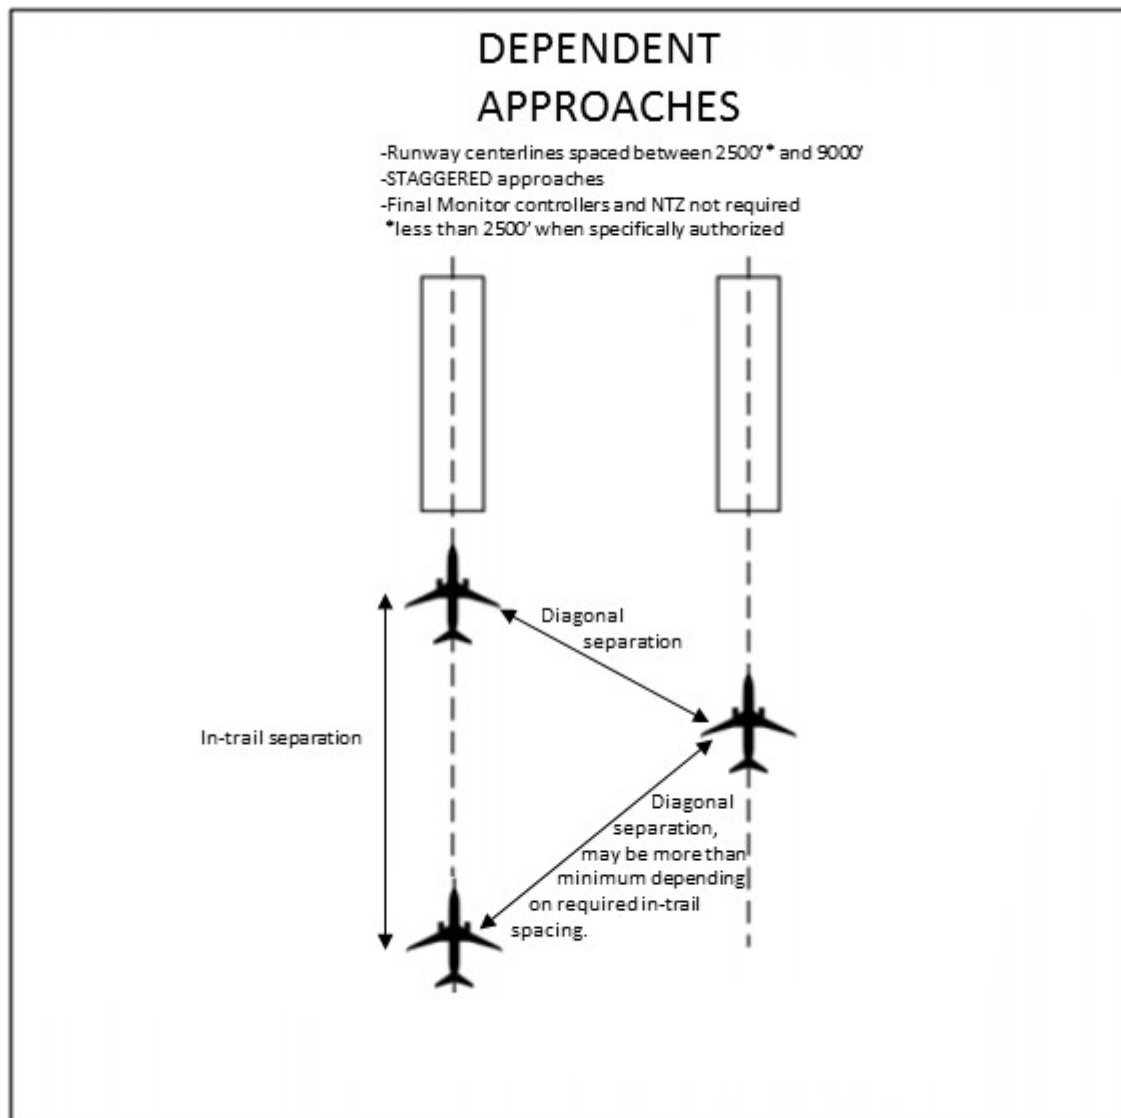 DEPENDENT
APPROACHES
-Runway centerlines spaced between 2500'* and 9000'
-STAGGERED approaches
-Final Monitor controllers and NTZ not required
*less than 2500' when specifically authorized
Diagonal
separation
In-trail separation
Diagonal
separation,
may be more than
minimum depending
on required in-trail
spacing.